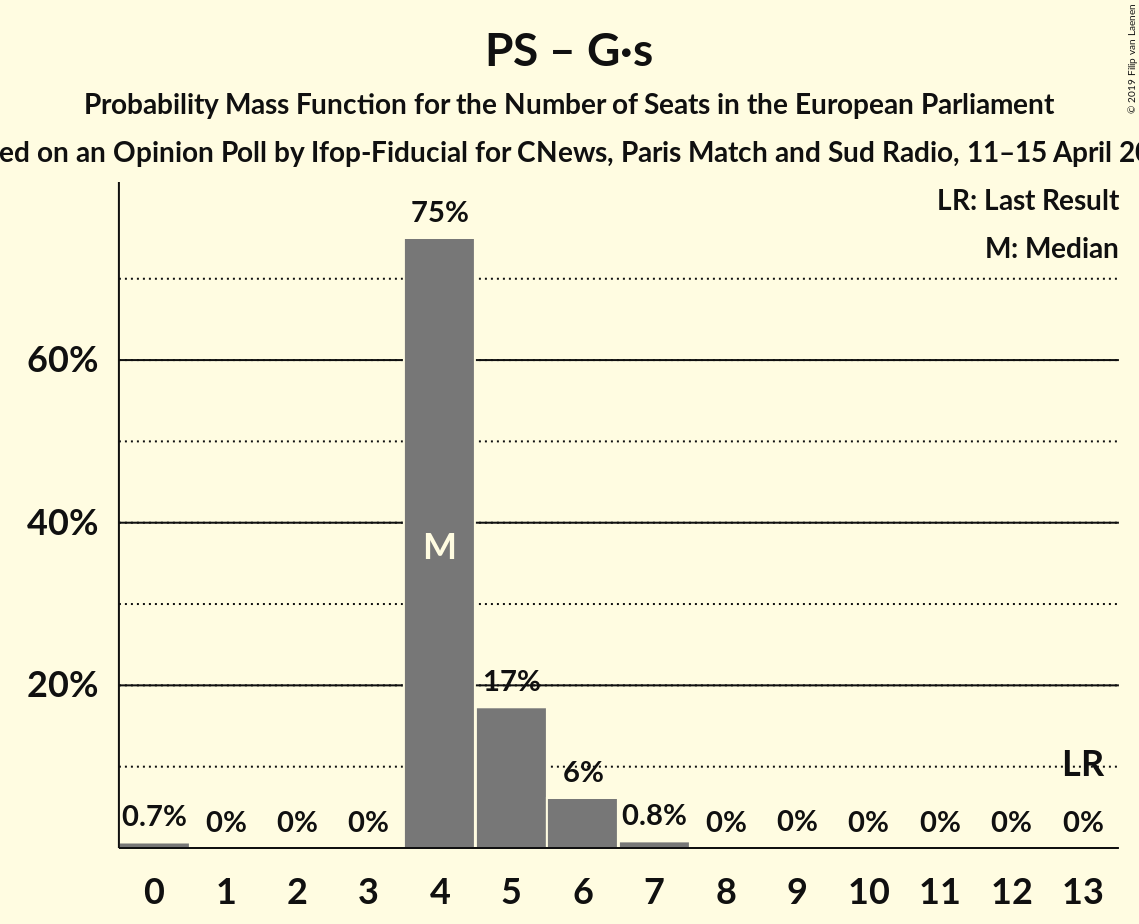 PS – G·s
Probability Mass Function for the Number of Seats in the European Parliament
ed on an Opinion Poll by Ifop-Fiducial for CNews, Paris Match and Sud Radio, 11–15 April 20
© 2019 Filip van Laenen
LR: Last Result
M: Median
75%
60%
40%
M
20%
17%
6%
LR
0.7% 0% 0% 0% 0.8% 0% 0% 0% 0% 0% 0%
0 1 2 3 4 5 6 7 8 9 10 11 12 13